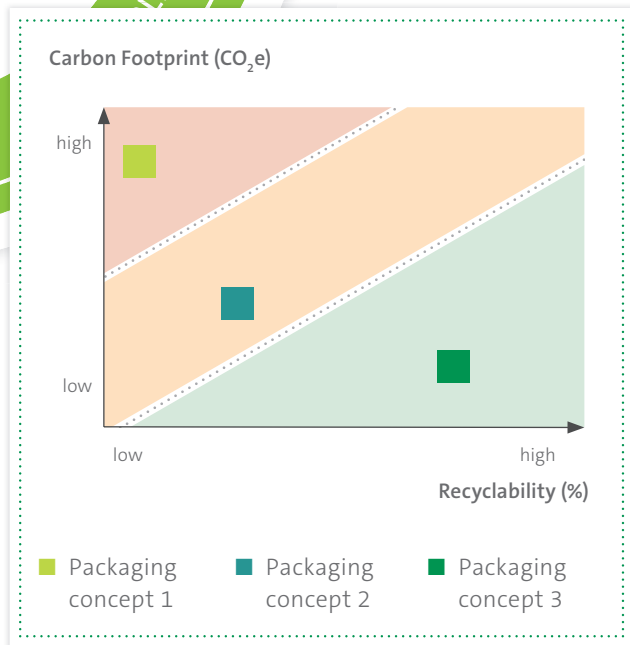 Carbon Footprint (CO₂e)
high
low
low high
Recyclability (%)
Packaging concept 1
Packaging concept 2
Packaging concept 3